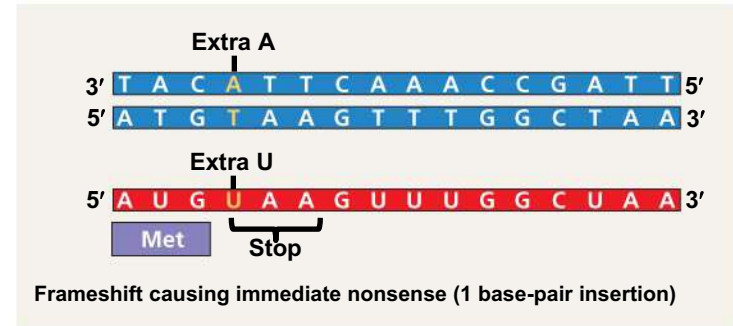 Extra A
3′ T A C A T T C A A A C C G A T T 5′
5′ A T G T A A G T T T G G C T A A 3′
Extra U
5′ A U G U A A G U U U G G C U A A 3′
Met
Stop
Frameshift causing immediate nonsense (1 base-pair insertion)